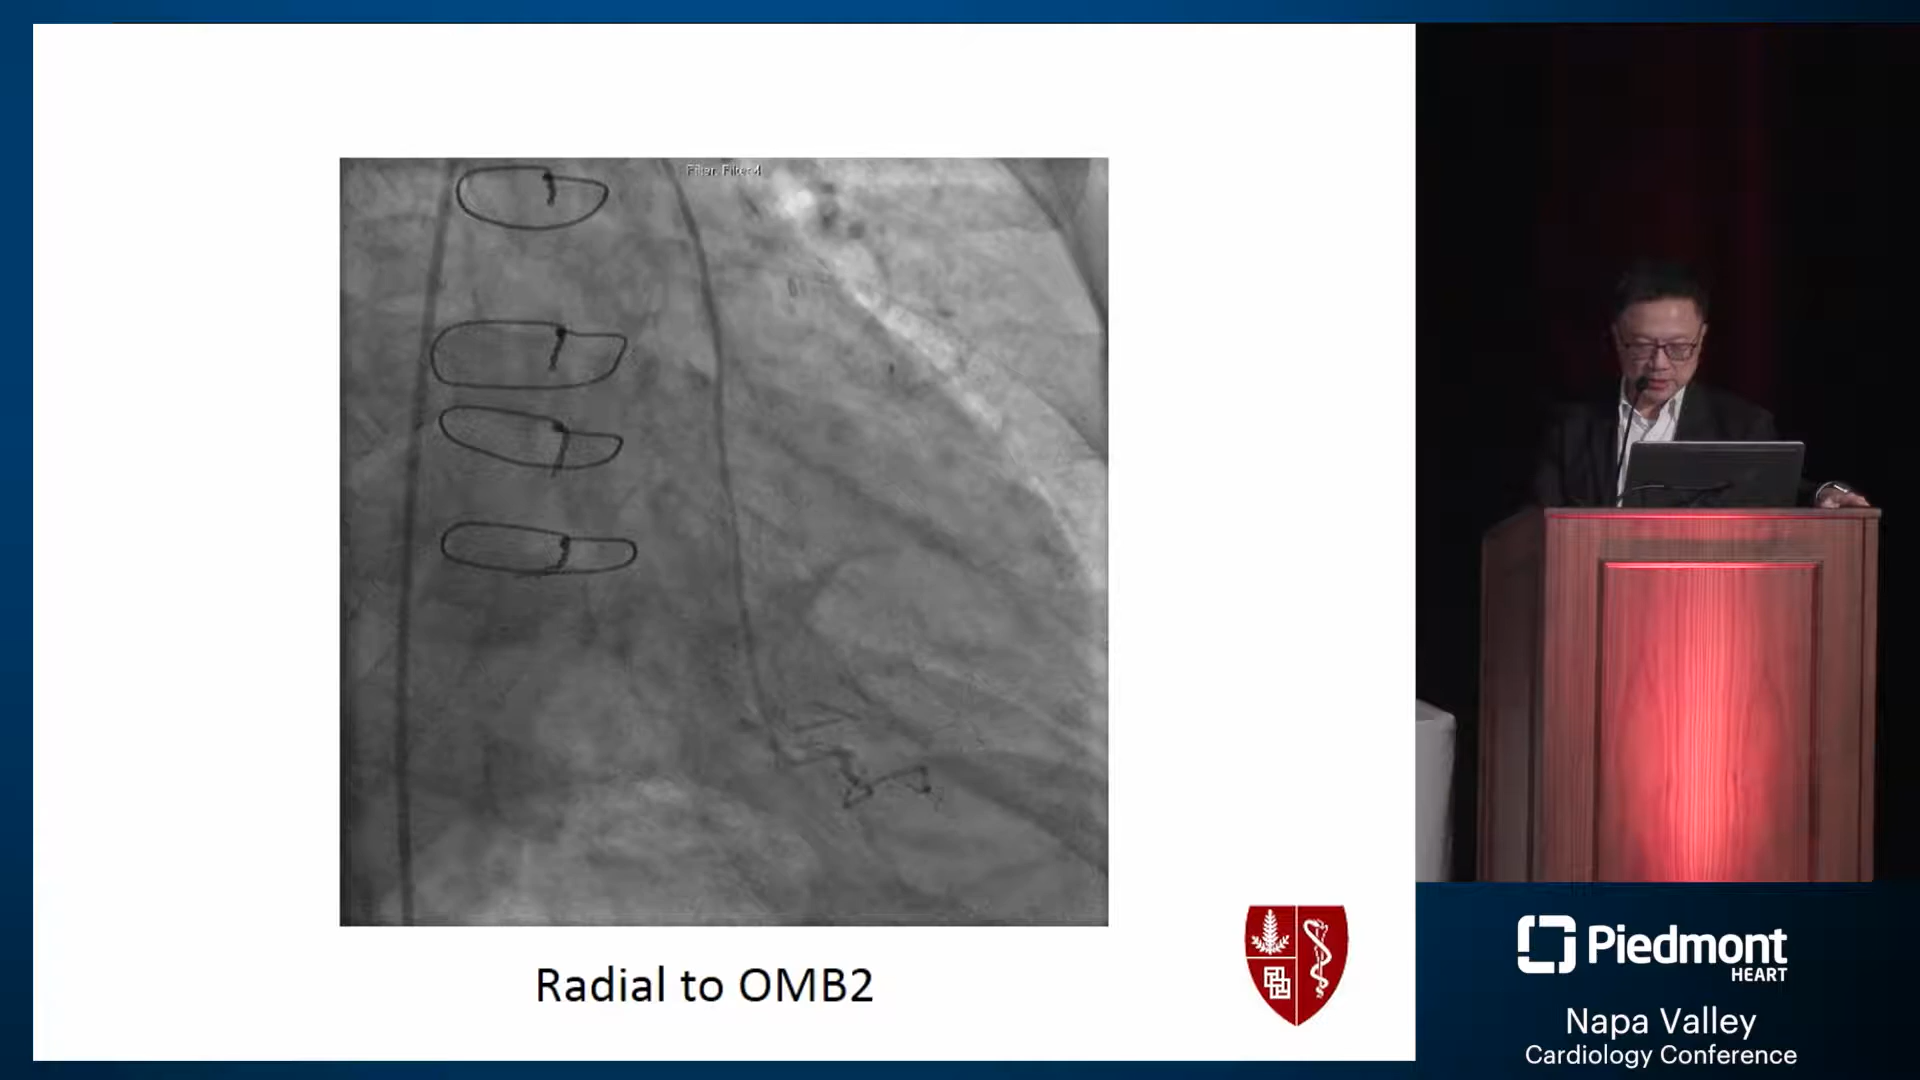 Radial to OMB2
Piedmont
HEART
Napa Valley
Cardiology Conference